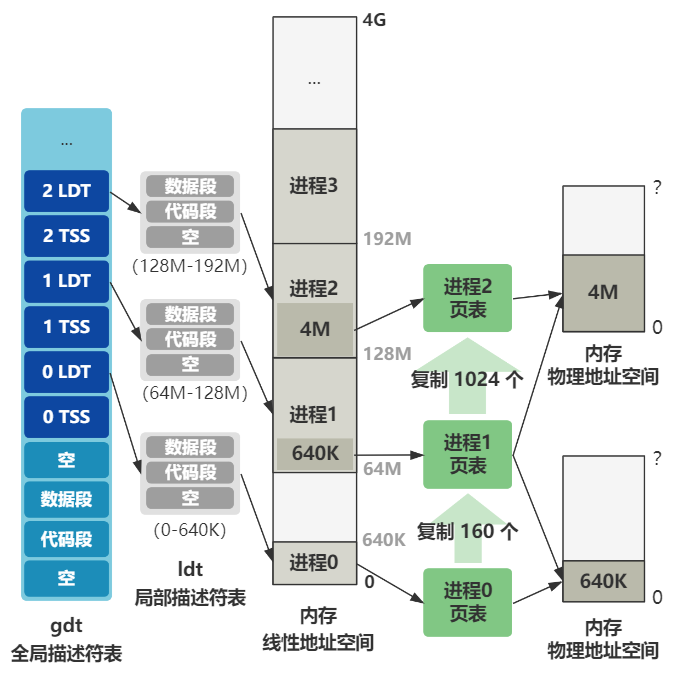 ...
2 LDT
2 TSS
1 LDT
1 TSS
0 LDT
0 TSS
空
数据段
代码段
空
gdt
全局描述符表
数据段
代码段
空
(128M-192M)
数据段
代码段
空
(64M-128M)
数据段
代码段
空
(0-640K)
ldt
局部描述符表
4G
...
进程3
192M
进程2
4M
128M
进程1
640K
64M
640K
进程0
0
内存
线性地址空间
进程2
页表
复制 1024 个
进程1
页表
复制 160 个
进程0
页表
?
4M
0
内存
物理地址空间
?
640K
0
内存
物理地址空间